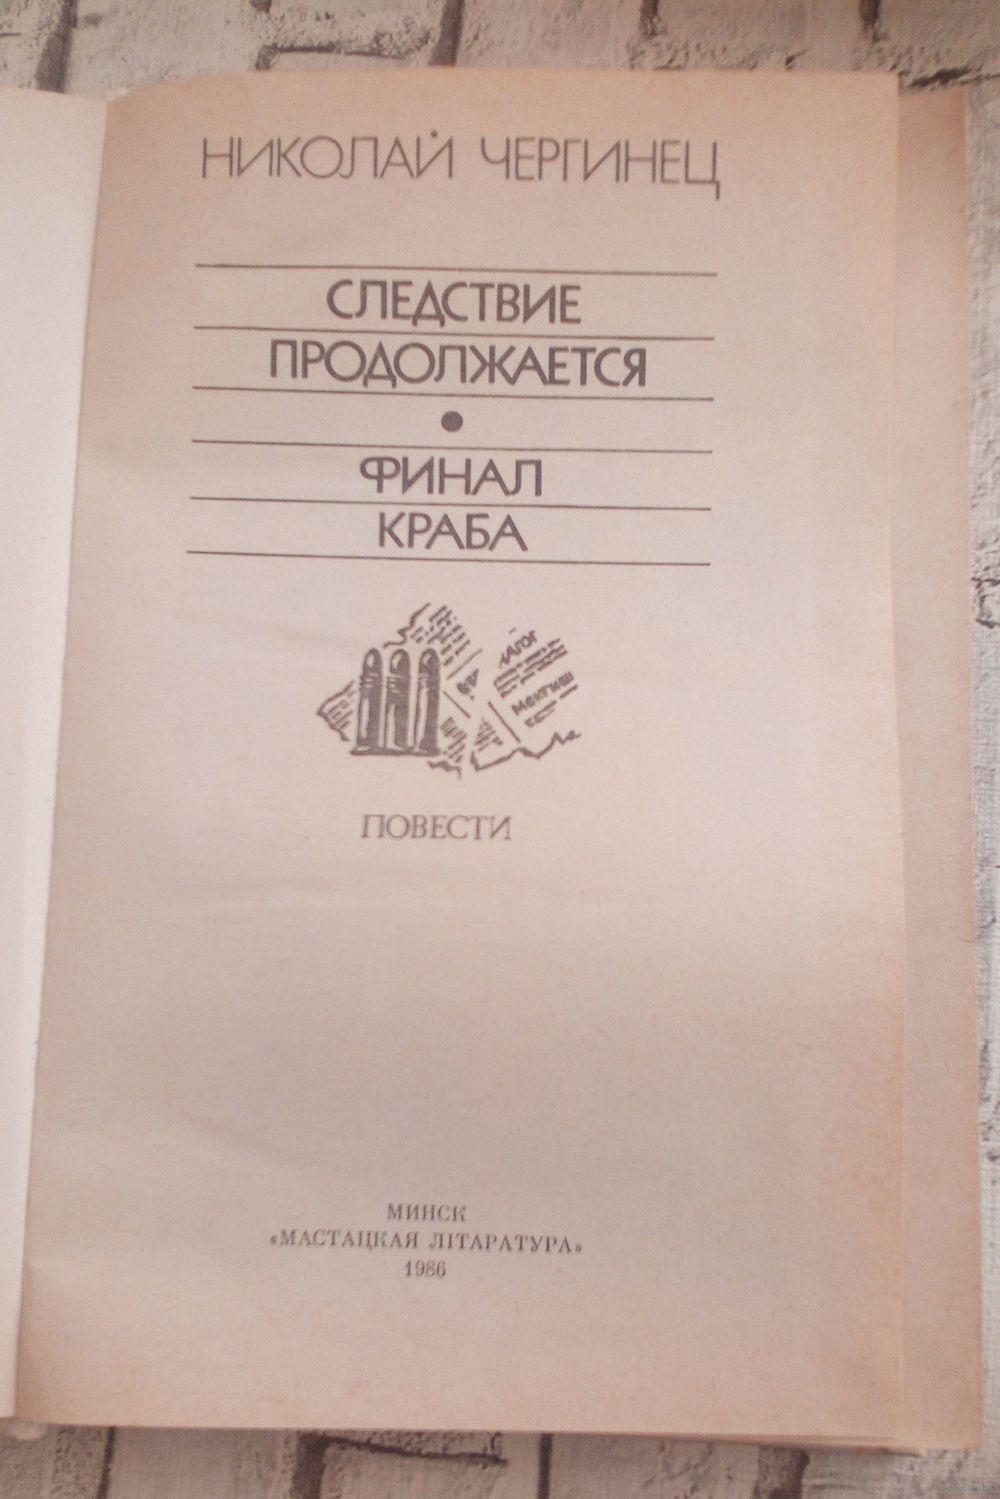 НИКОЛАЙ ЧЕРГИНЕЦ
СЛЕДСТВИЕ
ПРОДОЛЖАЕТСЯ
•
ФИНАЛ
КРАБА
ПОВЕСТИ
МИНСК
«МАСТАЦКАЯ ЛІТАРАТУРА»
1986